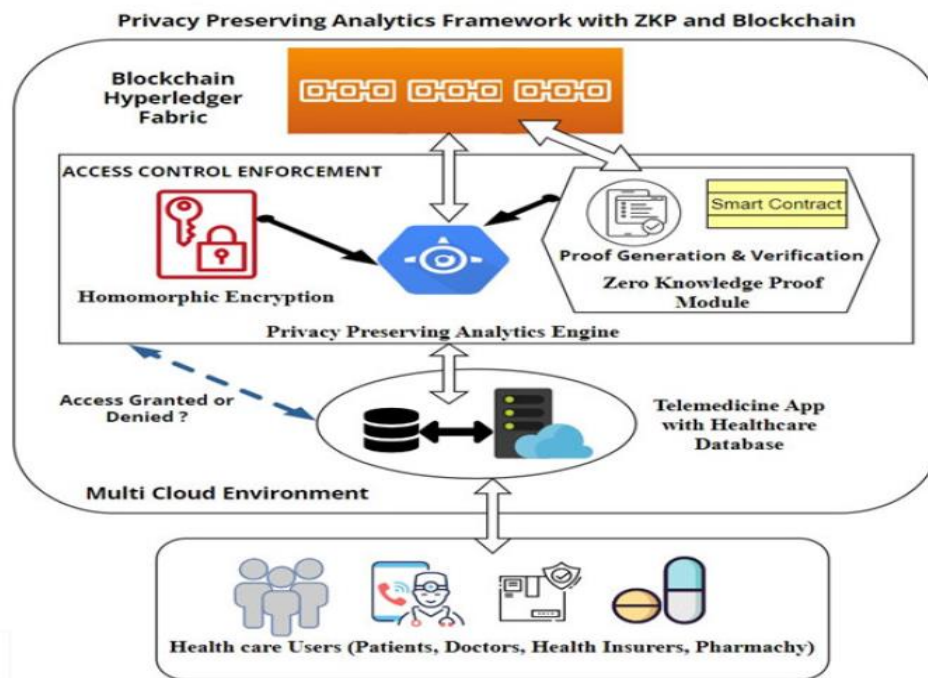 Privacy Preserving Analytics Framework with ZKP and Blockchain
Blockchain
Hyperledger
Fabric
ACCESS CONTROL ENFORCEMENT
Smart Contract
Proof Generation & Verification
Homomorphic Encryption
Zero Knowledge Proof
Module
Privacy Preserving Analytics Engine
Access Granted or
Denied ?
Telemedicine App
with Healthcare
Database
Multi Cloud Environment
Health care Users (Patients, Doctors, Health Insurers, Pharmachy)